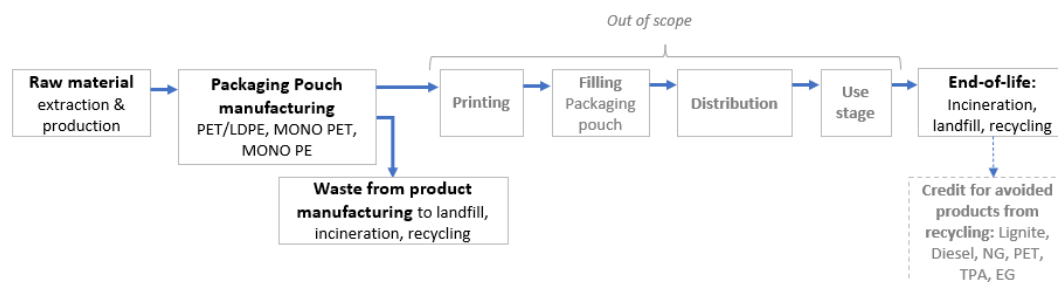 Out of scope
Raw material
extraction &
production
Packaging Pouch
manufacturing
PET/LDPE, MONO PET,
MONO PE
Printing
Filling
Packaging
pouch
Distribution
Use
stage
End-of-life:
Incineration,
landfill, recycling
Waste from product
manufacturing to landfill,
incineration, recycling
Credit for avoided
products from
recycling: Lignite,
Diesel, NG, PET,
TPA, EG